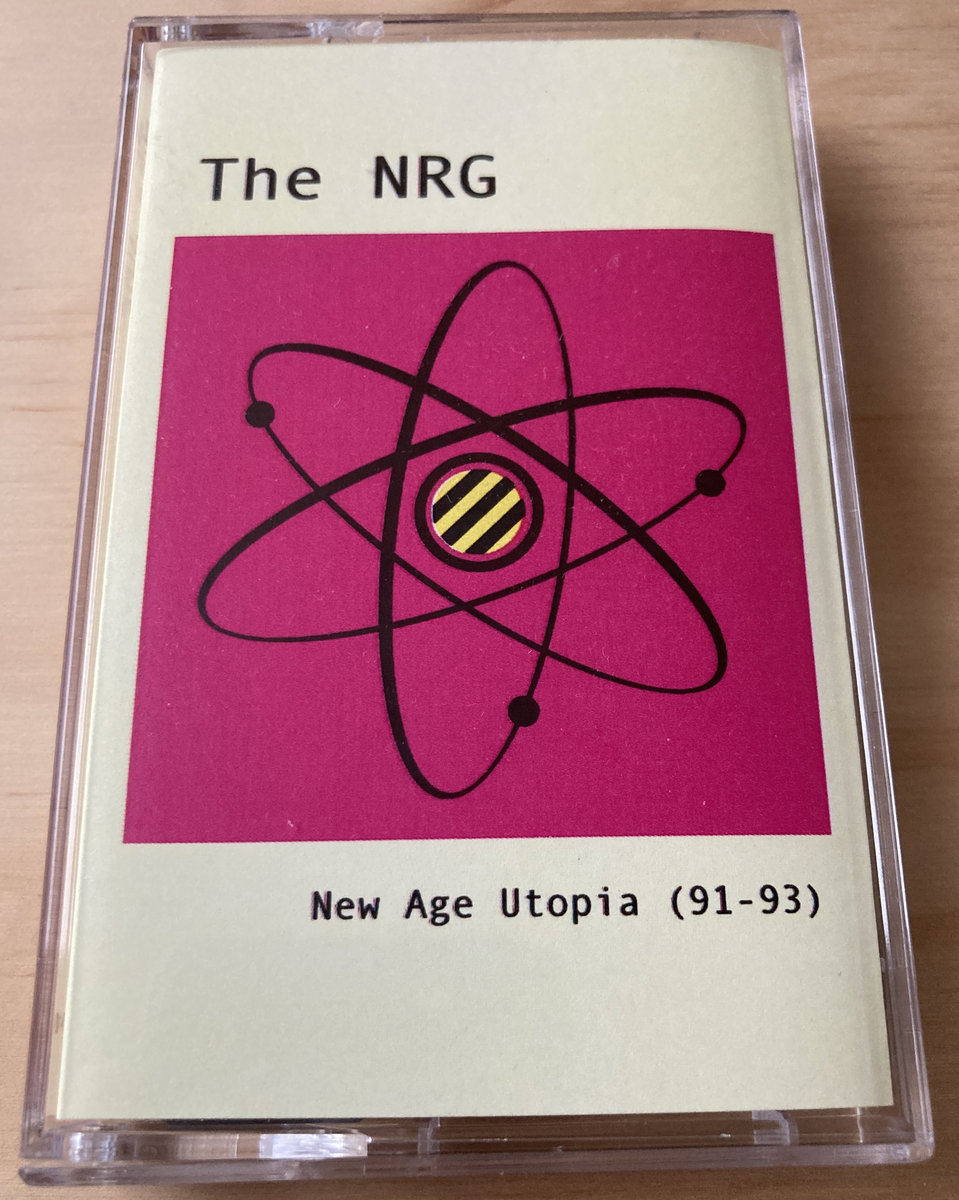 The NRG
New Age Utopia (91-93)